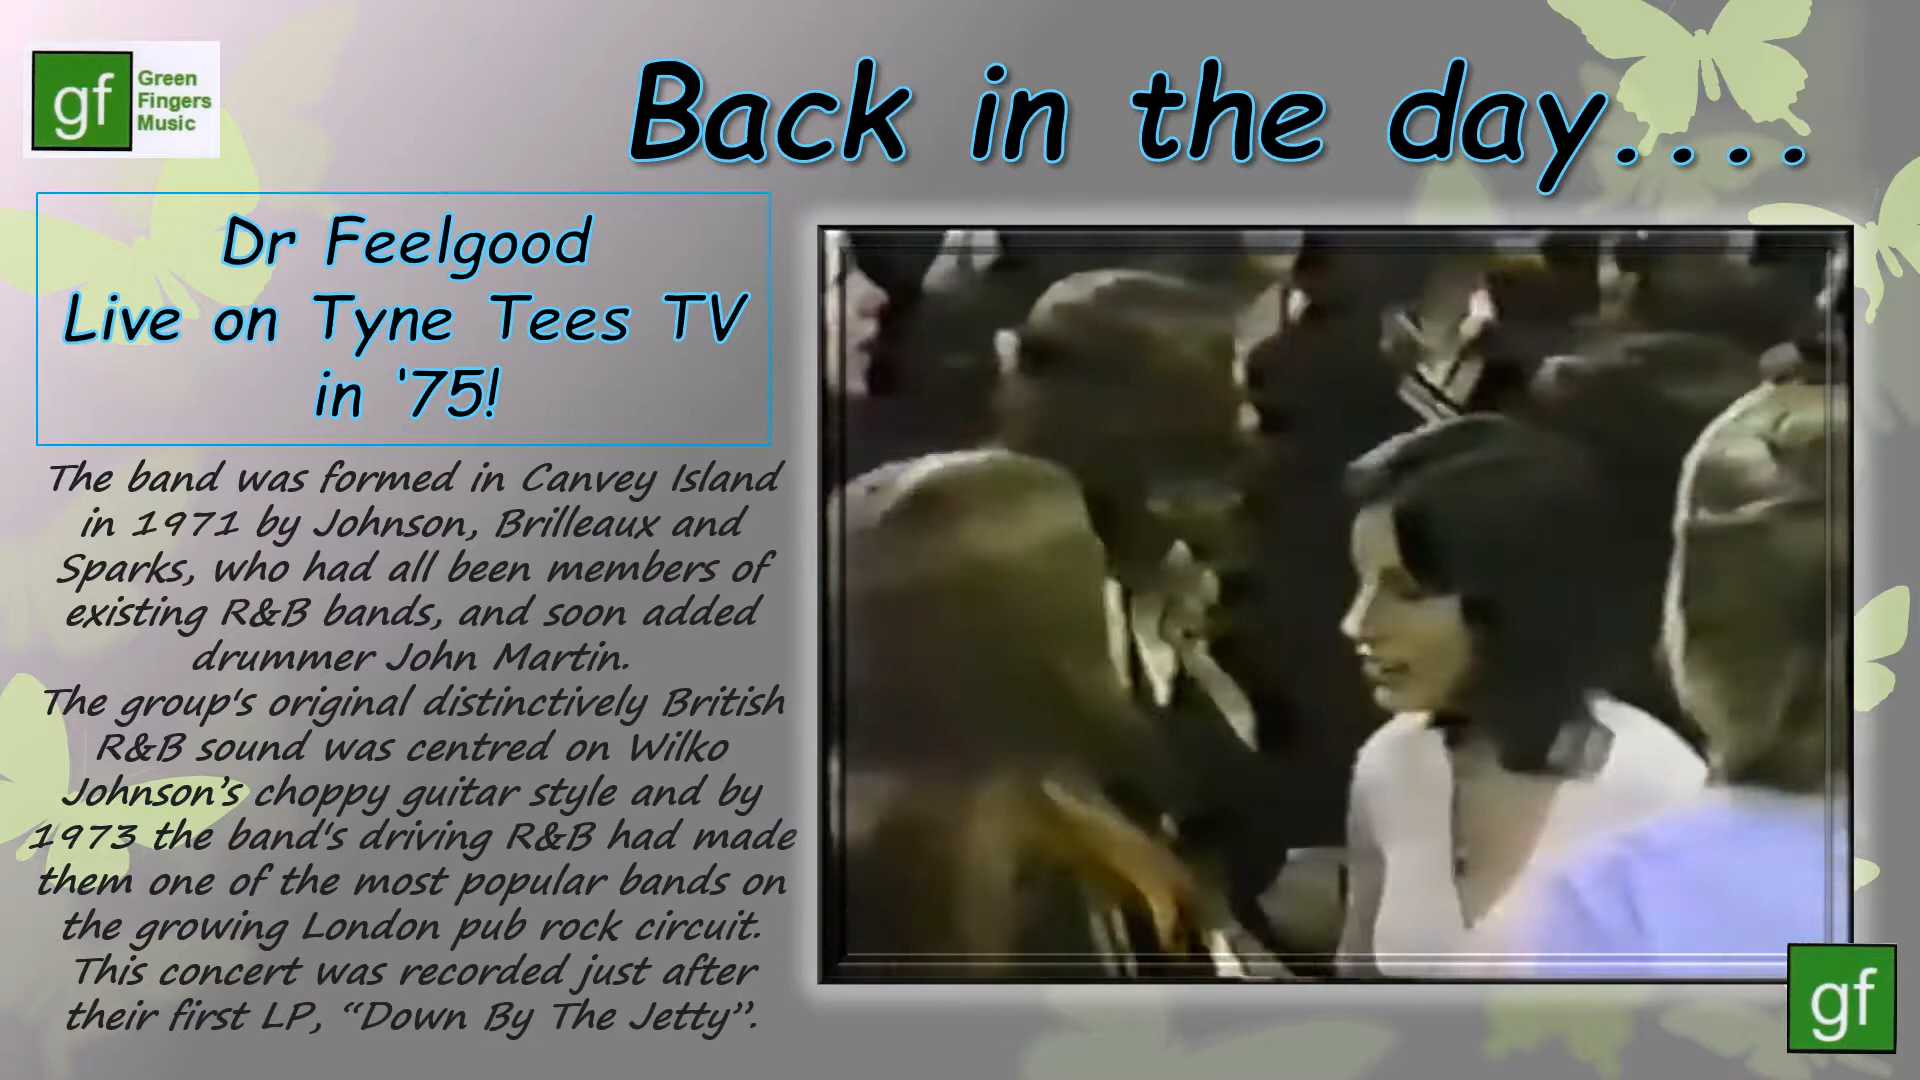 gf
Green
Fingers
Music
Back in the day....
Dr Feelgood
Live on Tyne Tees TV
in '75!
The band was formed in Canvey Island
in 1971 by Johnson, Brilleaux and
Sparks, who had all been members of
existing R&B bands, and soon added
drummer John Martin.
The group's original distinctively British
R&B sound was centred on Wilko
Johnson’s choppy guitar style and by
1973 the band's driving R&B had made
them one of the most popular bands on
the growing London pub rock circuit.
This concert was recorded just after
their first LP, “Down By The Jetty”.
gf